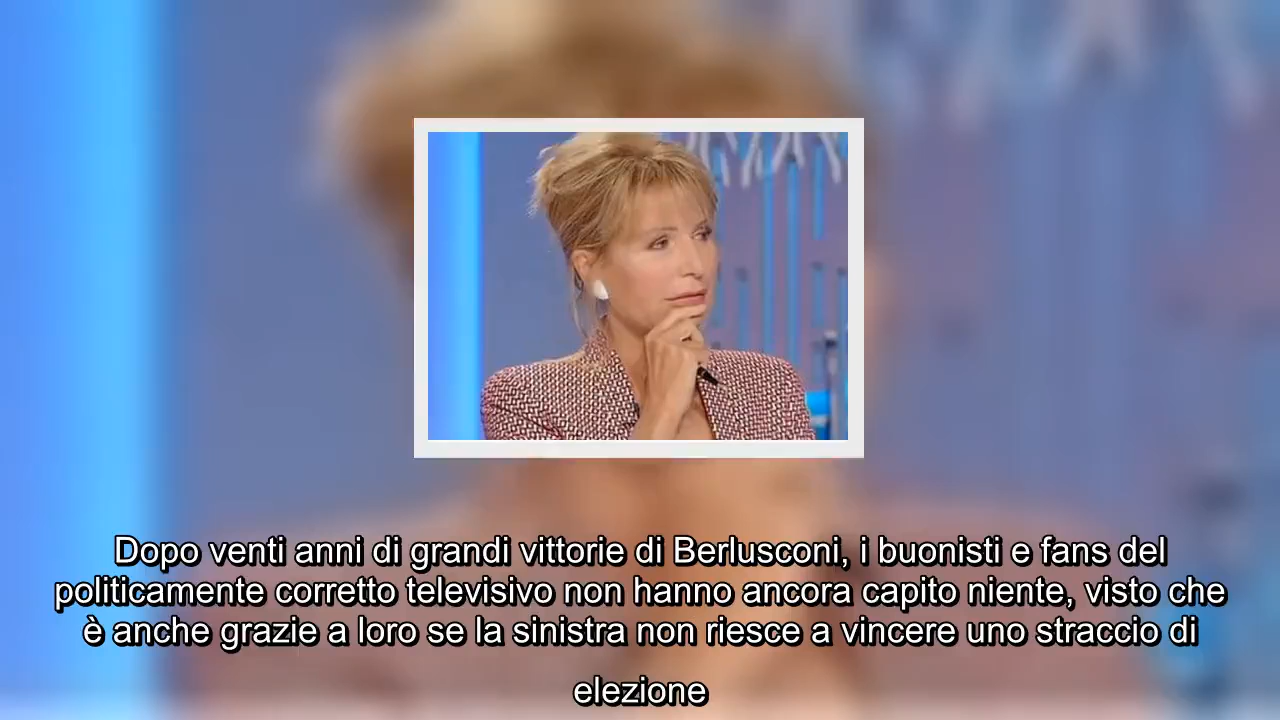 Dopo venti anni di grandi vittorie di Berlusconi, i buonisti e fans del
politicamente corretto televisivo non hanno ancora capito niente, visto che
è anche grazie a loro se la sinistra non riesce a vincere uno straccio di
elezione